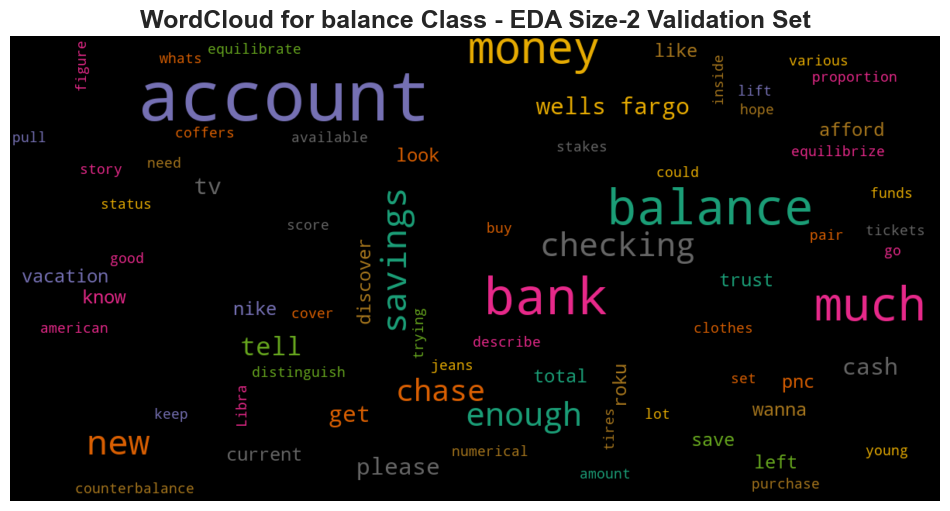 WordCloud for balance Class - EDA Size-2 Validation Set
figure
whats
equilibrate
money
like
inside
various
proportion
lift
account
wells fargo
hope
pull
coffers
available
afford
story
need
look
stakes
equilibrize
could
tv
status
savings
balance
funds
score
buy
checking
pair
tickets
go
good
vacation
discover
trust
know
nike
cover
bank
much
american
trying
clothes
tell
describe
distinguish
jeans
total
roku
set
pnc
cash
chase
keep
Libra
get
enough
tires
lot
wanna
new
current
please
numerical
save
left
young
counterbalance
amount
purchase